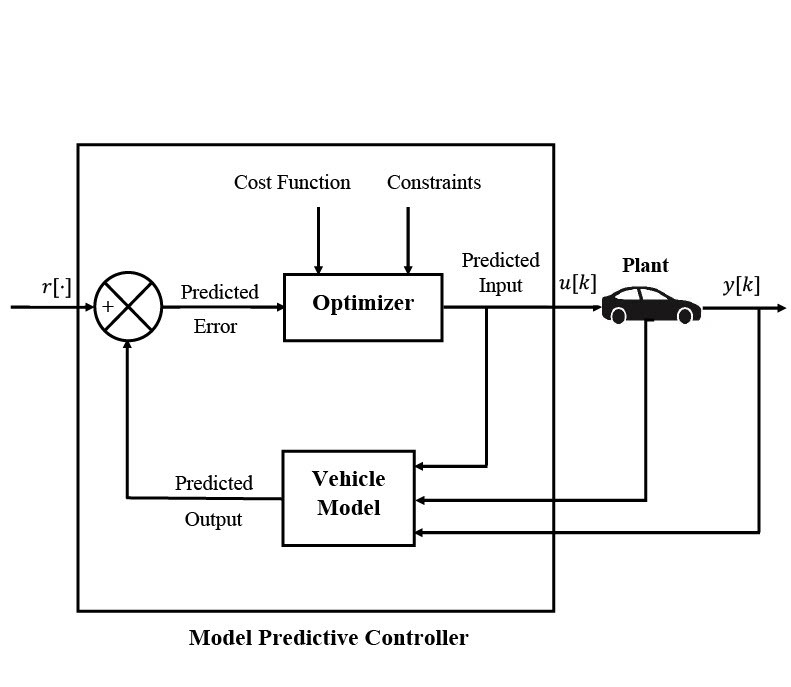 Cost Function
Constraints
r[·]
+
Predicted
Error
Optimizer
Predicted
Input
u[k]
Plant
y[k]
Vehicle
Model
Predicted
Output
Model Predictive Controller